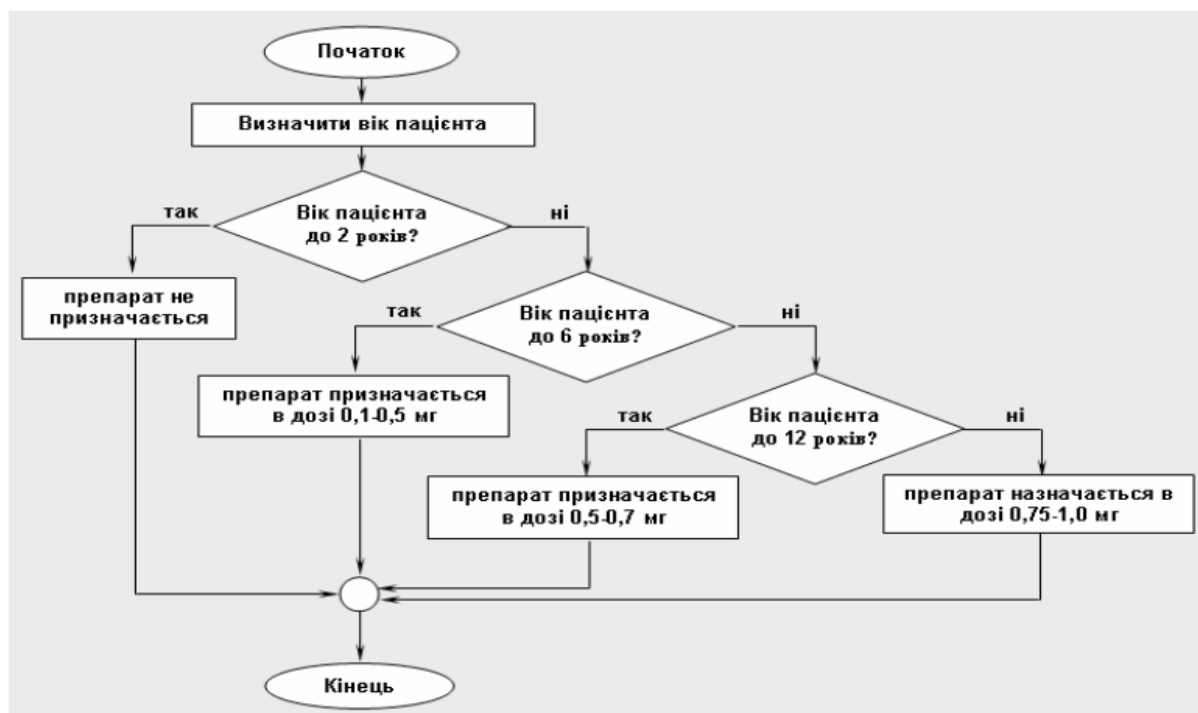 Початок
Визначити вік пацієнта
так
Вік пацієнта
до 2 років?
ні
препарат не
призначається
так
Вік пацієнта
до 6 років?
ні
препарат призначається
в дозі 0,1-0,5 мг
так
Вік пацієнта
до 12 років?
ні
препарат призначається
в дозі 0,5-0,7 мг
препарат назначається в
дозі 0,75-1,0 мг
Кінець